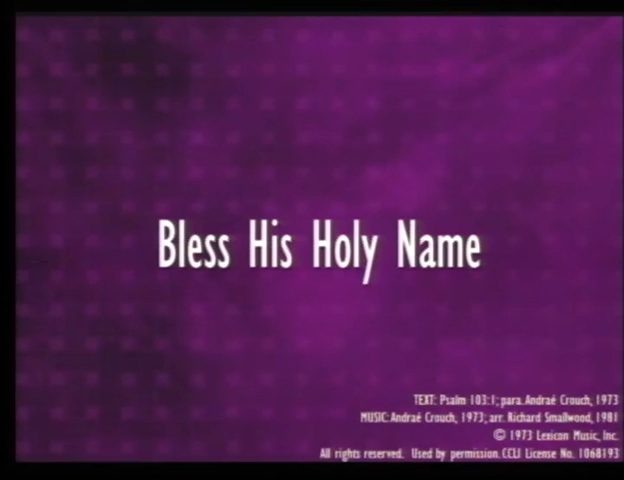 Bless His Holy Name
TEXT: Psalm 103:1; para. Andraé Crouch, 1973
MUSIC: Andraé Crouch, 1973; arr. Richard Smallwood, 1981
© 1973 Lexicon Music, Inc.
All rights reserved. Used by permission. CCLI License No. 1068193